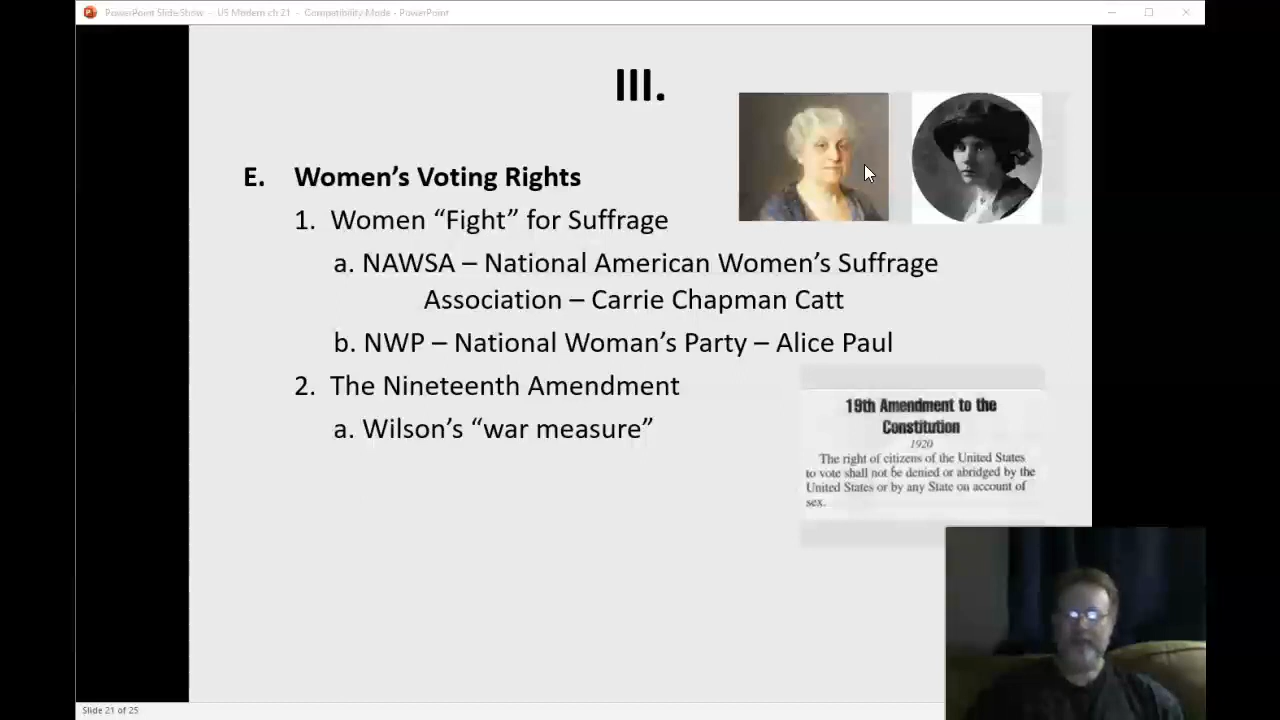 PowerPoint Slide Show - US Modern ch 21 - Compatibility Mode - PowerPoint
III.
E. Women’s Voting Rights
1. Women “Fight” for Suffrage
a. NAWSA – National American Women’s Suffrage
Association – Carrie Chapman Catt
b. NWP – National Woman’s Party – Alice Paul
2. The Nineteenth Amendment
a. Wilson’s “war measure”
19th Amendment to the
Constitution
1920
The right of citizens of the United States
to vote shall not be denied or abridged by the
United States or by any State on account of
sex.
Slide 21 of 25